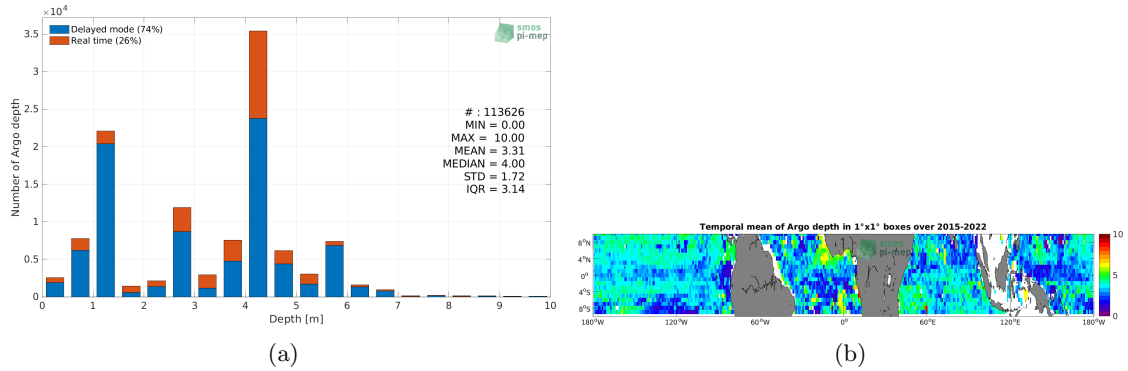 ×10⁴
Delayed mode (74%)
Real time (26%)
smos
pi-mep
3.5
3
2.5
2
1.5
1
0.5
0
Number of Argo depth
# : 113626
MIN = 0.00
MAX = 10.00
MEAN = 3.31
MEDIAN = 4.00
STD = 1.72
IQR = 3.14
0 1 2 3 4 5 6 7 8 9 10
Depth [m]
(a)
Temporal mean of Argo depth in 1°x1° boxes over 2015-2022
smos
pi-mep
8°N
4°N
0°
4°S
8°S
180°W 120°W 60°W 0° 60°E 120°E 180°W
10
5
0
(b)